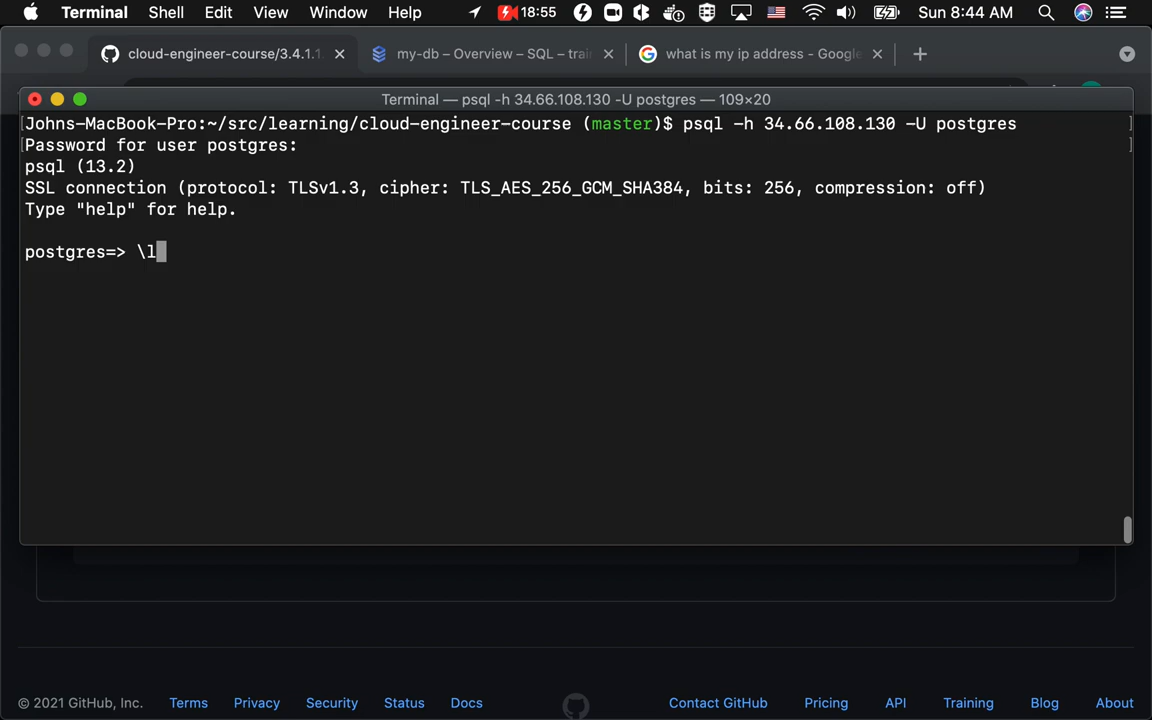 Terminal Shell Edit View Window Help 18:55 Sun 8:44 AM
cloud-engineer-course/3.4.1.1. my-db – Overview – SQL – trai what is my ip address - Google
Terminal — psql -h 34.66.108.130 -U postgres — 109×20
[Johns-MacBook-Pro:~/src/learning/cloud-engineer-course (master)$ psql -h 34.66.108.130 -U postgres ]
[Password for user postgres: ]
psql (13.2)
SSL connection (protocol: TLSv1.3, cipher: TLS_AES_256_GCM_SHA384, bits: 256, compression: off)
Type "help" for help.
postgres=> \l
© 2021 GitHub, Inc. Terms Privacy Security Status Docs Contact GitHub Pricing API Training Blog About